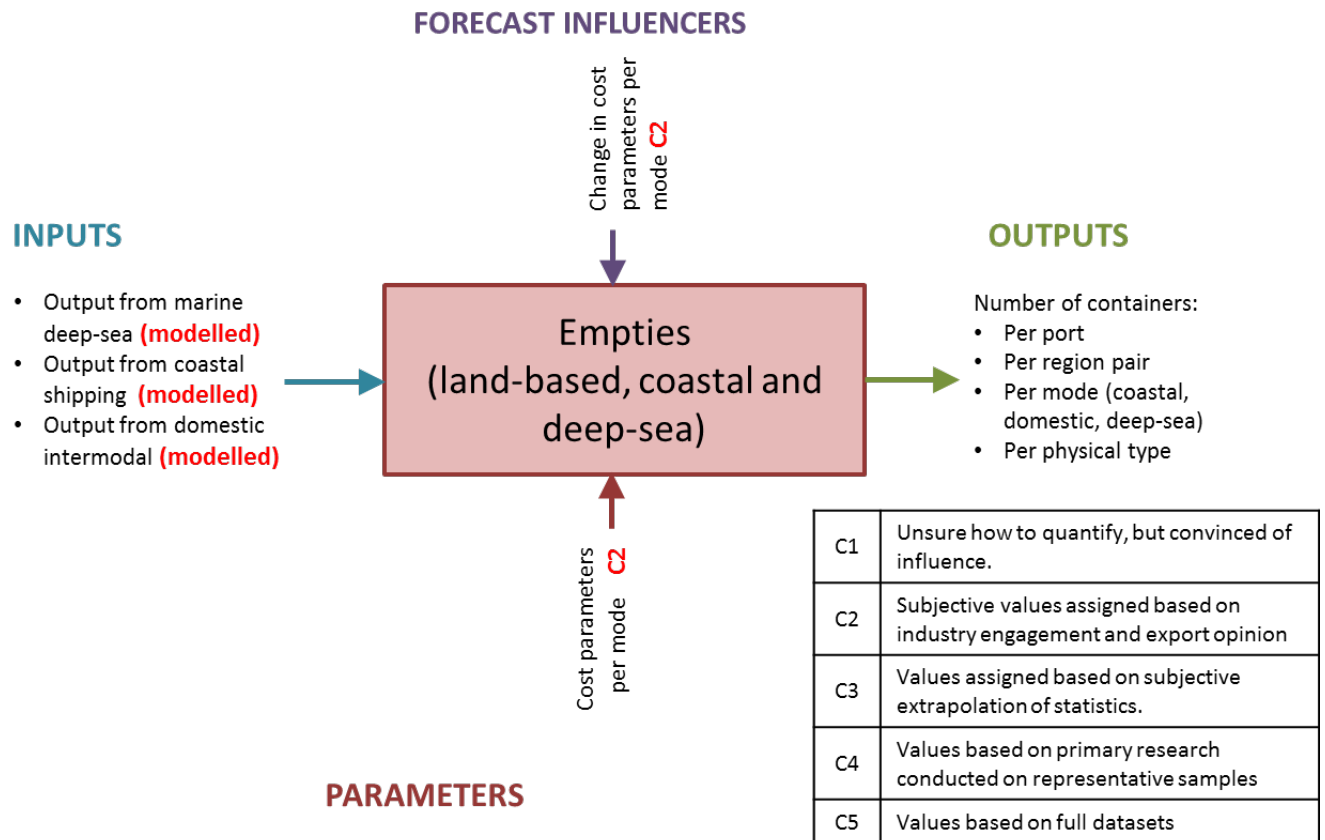 FORECAST INFLUENCERS
Change in cost
parameters per
mode C2
INPUTS
• Output from marine
deep-sea (modelled)
• Output from coastal
shipping (modelled)
• Output from domestic
intermodal (modelled)
Empties
(land-based, coastal and
deep-sea)
OUTPUTS
Number of containers:
• Per port
• Per region pair
• Per mode (coastal,
domestic, deep-sea)
• Per physical type
Cost parameters
per mode C2
PARAMETERS
C1 Unsure how to quantify, but convinced of
influence.
C2 Subjective values assigned based on
industry engagement and export opinion
C3 Values assigned based on subjective
extrapolation of statistics.
C4 Values based on primary research
conducted on representative samples
C5 Values based on full datasets